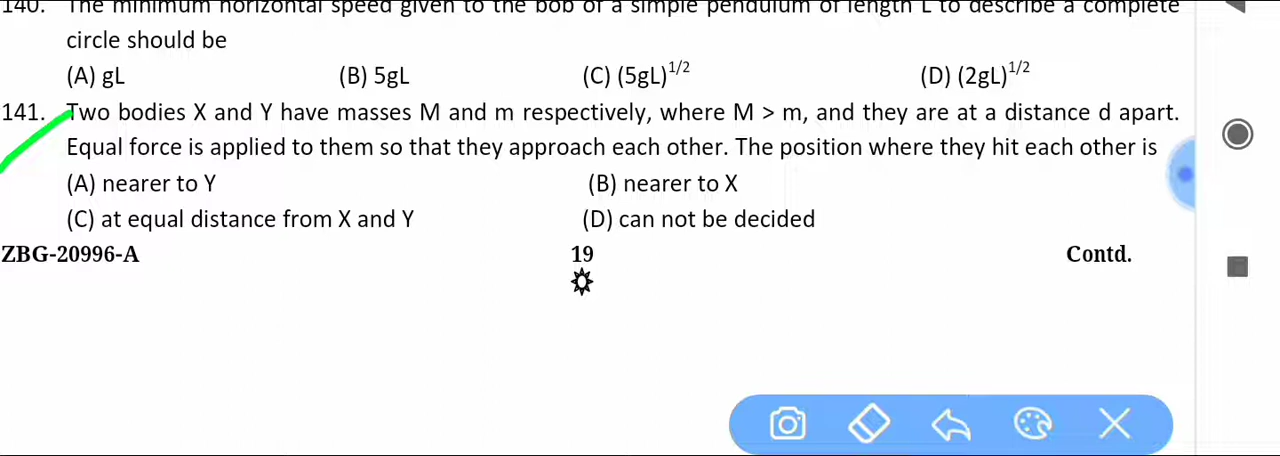 140. The minimum horizontal speed given to the bob of a simple pendulum of length L to describe a complete
circle should be
(A) gL (B) 5gL (C) (5gL)^1/2 (D) (2gL)^1/2
141. Two bodies X and Y have masses M and m respectively, where M > m, and they are at a distance d apart.
Equal force is applied to them so that they approach each other. The position where they hit each other is
(A) nearer to Y (B) nearer to X
(C) at equal distance from X and Y (D) can not be decided
ZBG-20996-A 19 Contd.